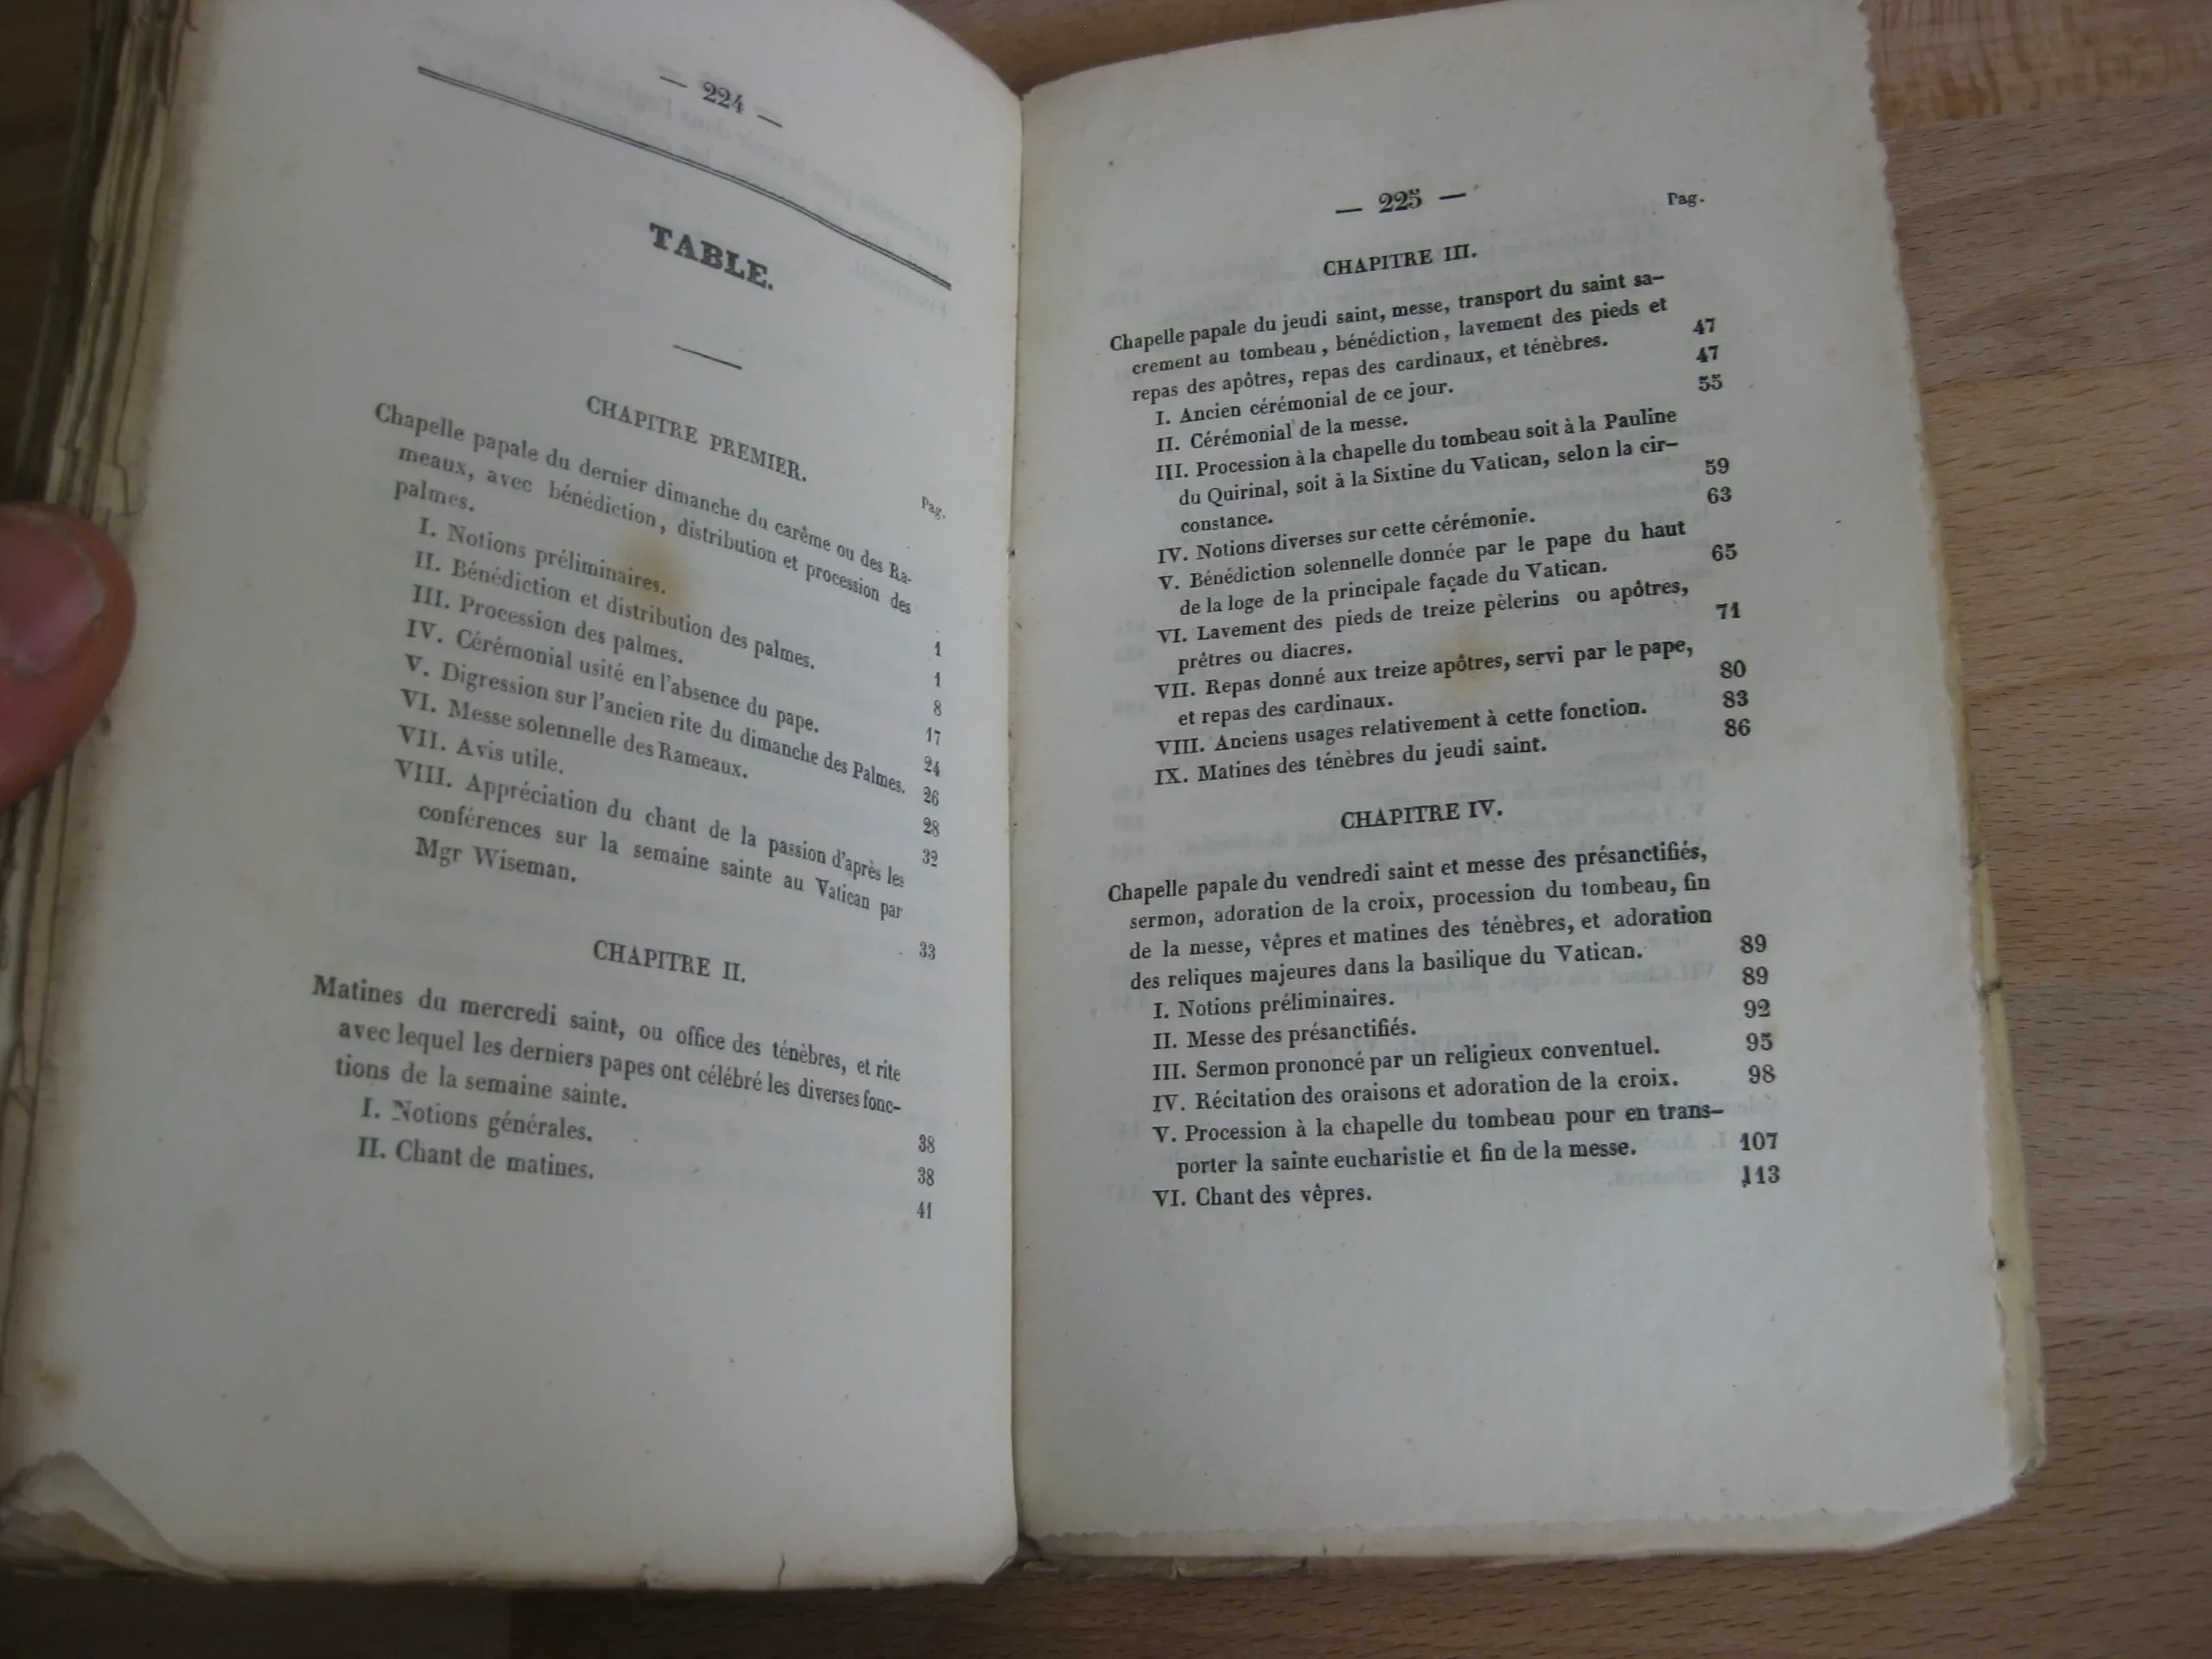 — 224 —
TABLE.
CHAPITRE PREMIER.
Pag.
Chapelle papale du dernier dimanche du carême ou des Ra-
meaux, avec bénédiction, distribution et procession des
palmes. 1
I. Notions préliminaires. 1
II. Bénédiction et distribution des palmes. 8
III. Procession des palmes. 17
IV. Cérémonial usité en l'absence du pape. 24
V. Digression sur l'ancien rite du dimanche des Palmes. 26
VI. Messe solennelle des Rameaux. 28
VII. Avis utile. 32
VIII. Appréciation du chant de la passion d'après les
conférences sur la semaine sainte au Vatican par
Mgr Wiseman. 33
CHAPITRE II.
Matines du mercredi saint, ou office des ténèbres, et rite
avec lequel les derniers papes ont célébré les diverses fonc-
tions de la semaine sainte. 38
I. Notions générales. 38
II. Chant de matines. 41
— 225 —
Pag.
CHAPITRE III.
Chapelle papale du jeudi saint, messe, transport du saint sa-
crement au tombeau, bénédiction, lavement des pieds et
repas des apôtres, repas des cardinaux, et ténèbres. 47
I. Ancien cérémonial de ce jour. 47
II. Cérémonial de la messe. 55
III. Procession à la chapelle du tombeau soit à la Pauline
du Quirinal, soit à la Sixtine du Vatican, selon la cir-
constance. 59
IV. Notions diverses sur cette cérémonie. 63
V. Bénédiction solennelle donnée par le pape du haut
de la loge de la principale façade du Vatican. 65
VI. Lavement des pieds de treize pèlerins ou apôtres,
prêtres ou diacres. 71
VII. Repas donné aux treize apôtres, servi par le pape,
et repas des cardinaux. 80
VIII. Anciens usages relativement à cette fonction. 83
IX. Matines des ténèbres du jeudi saint. 86
CHAPITRE IV.
Chapelle papale du vendredi saint et messe des présanctifiés,
sermon, adoration de la croix, procession du tombeau, fin
de la messe, vêpres et matines des ténèbres, et adoration
des reliques majeures dans la basilique du Vatican. 89
I. Notions préliminaires. 89
II. Messe des présanctifiés. 92
III. Sermon prononcé par un religieux conventuel. 95
IV. Récitation des oraisons et adoration de la croix. 98
V. Procession à la chapelle du tombeau pour en trans-
porter la sainte eucharistie et fin de la messe. 107
VI. Chant des vêpres. 113